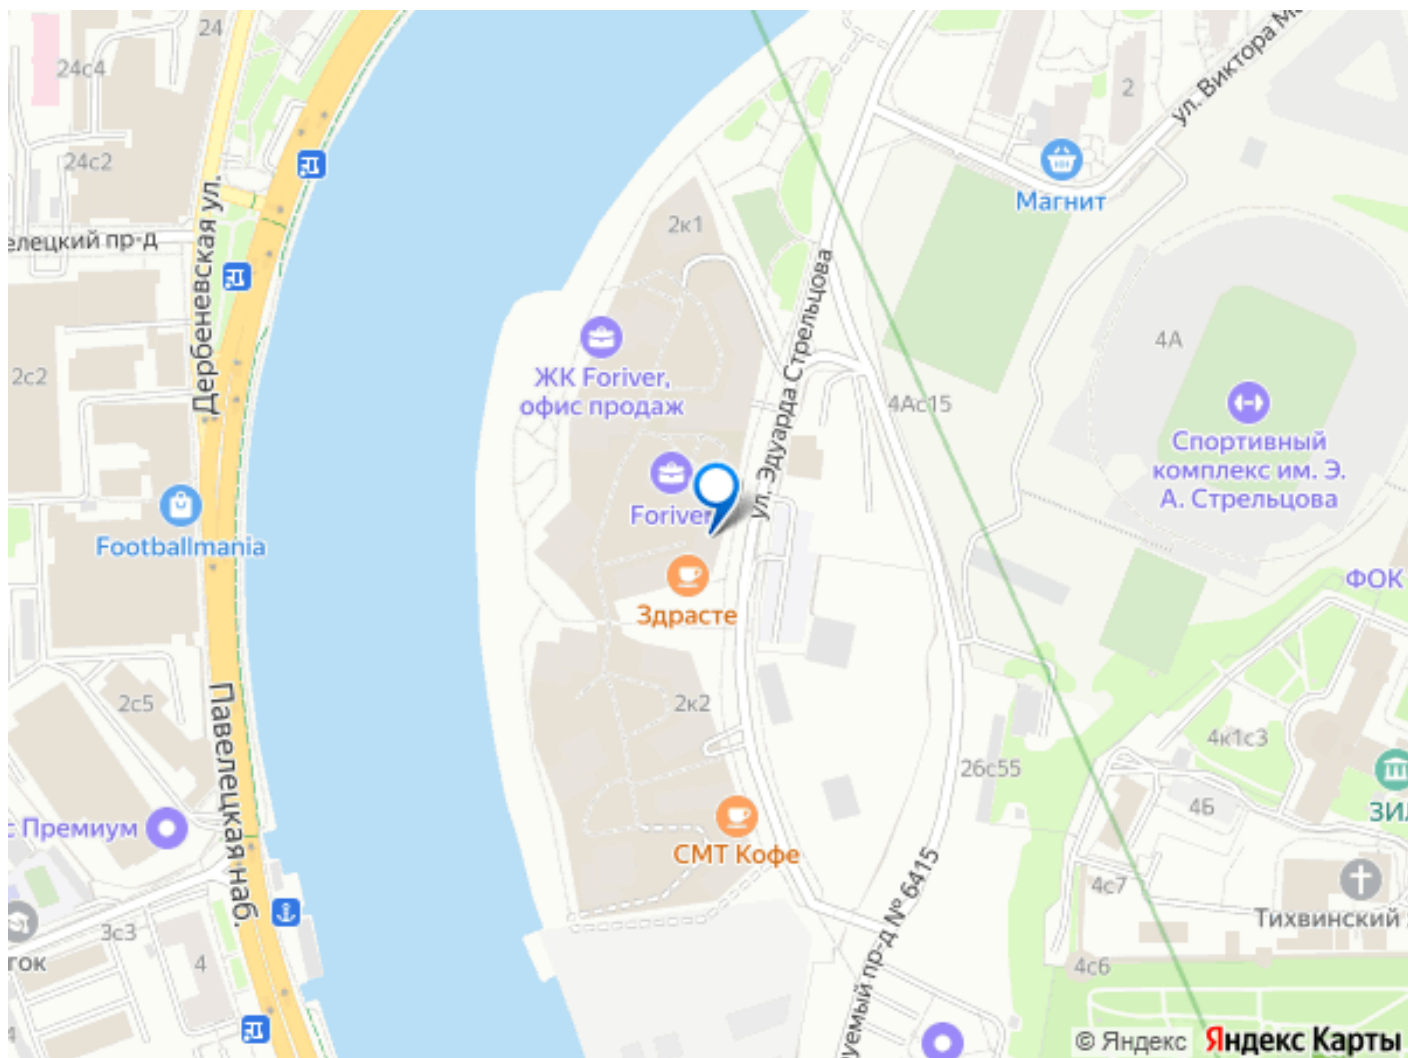 24
24с4
24с2
елецкий пр-д
Дербеневская ул.
2с2
Footballmania
2с5
Павелецкая наб.
с Премиум
3с3
ток
4
2к1
ЖК Foriver,
офис продаж
Foriver
Здрасте
2к2
СМТ Кофе
ул. Эдуарда Стрельцова
2
ул. Виктора М
Магнит
4А
4Ас15
Спортивный
комплекс им. Э.
А. Стрельцова
ФОК
26с55
4к1с3
4Б
ЗИЛ
4с7
Тихвинский
4с6
уемый пр-д № 6415
© Яндекс
Яндекс Карты